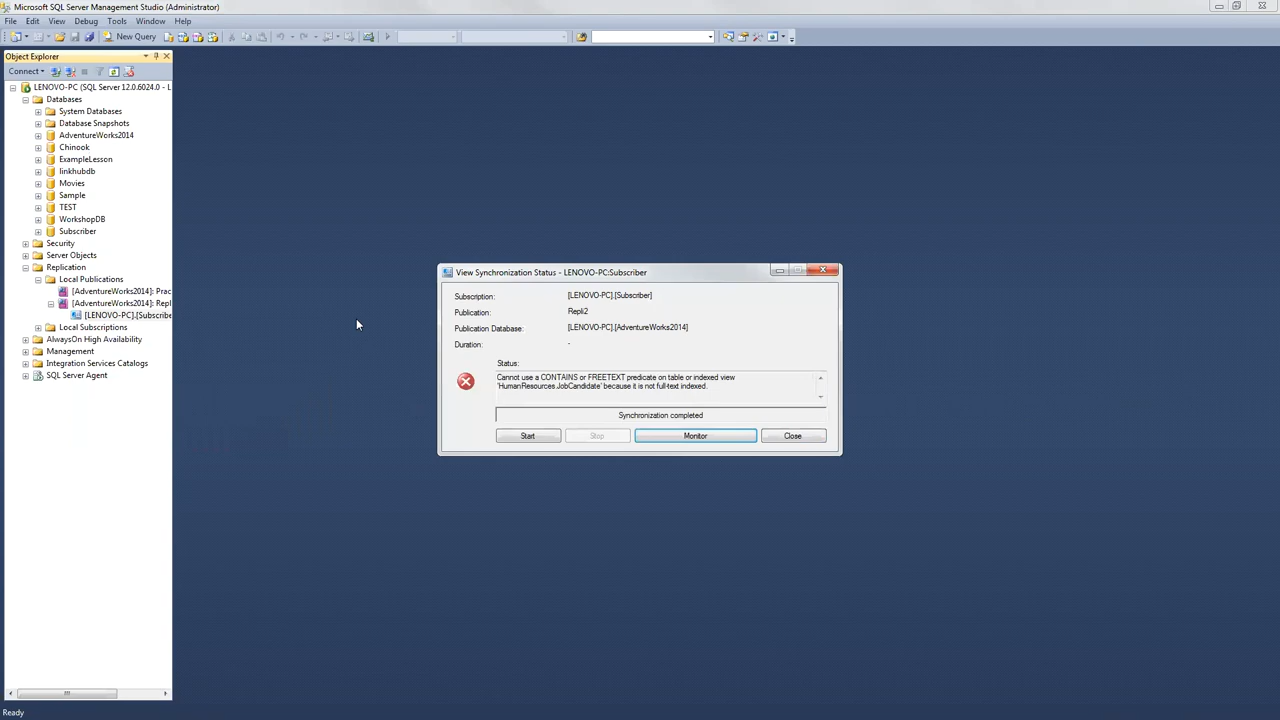 Microsoft SQL Server Management Studio (Administrator)
File Edit View Debug Tools Window Help
New Query
Object Explorer
Connect
LENOVO-PC (SQL Server 12.0.6024.0 - L
Databases
System Databases
Database Snapshots
AdventureWorks2014
Chinook
ExampleLesson
linkhubdb
Movies
Sample
TEST
WorkshopDB
Subscriber
Security
Server Objects
Replication
Local Publications
[AdventureWorks2014]: Prac
[AdventureWorks2014]: Repl
[LENOVO-PC].[Subscribe
Local Subscriptions
AlwaysOn High Availability
Management
Integration Services Catalogs
SQL Server Agent
View Synchronization Status - LENOVO-PC:Subscriber
Subscription: [LENOVO-PC].[Subscriber]
Publication: Repli2
Publication Database: [LENOVO-PC].[AdventureWorks2014]
Duration: -
Status:
Cannot use a CONTAINS or FREETEXT predicate on table or indexed view
'HumanResources.JobCandidate' because it is not full-text indexed.
Synchronization completed
Start Stop Monitor Close
Ready